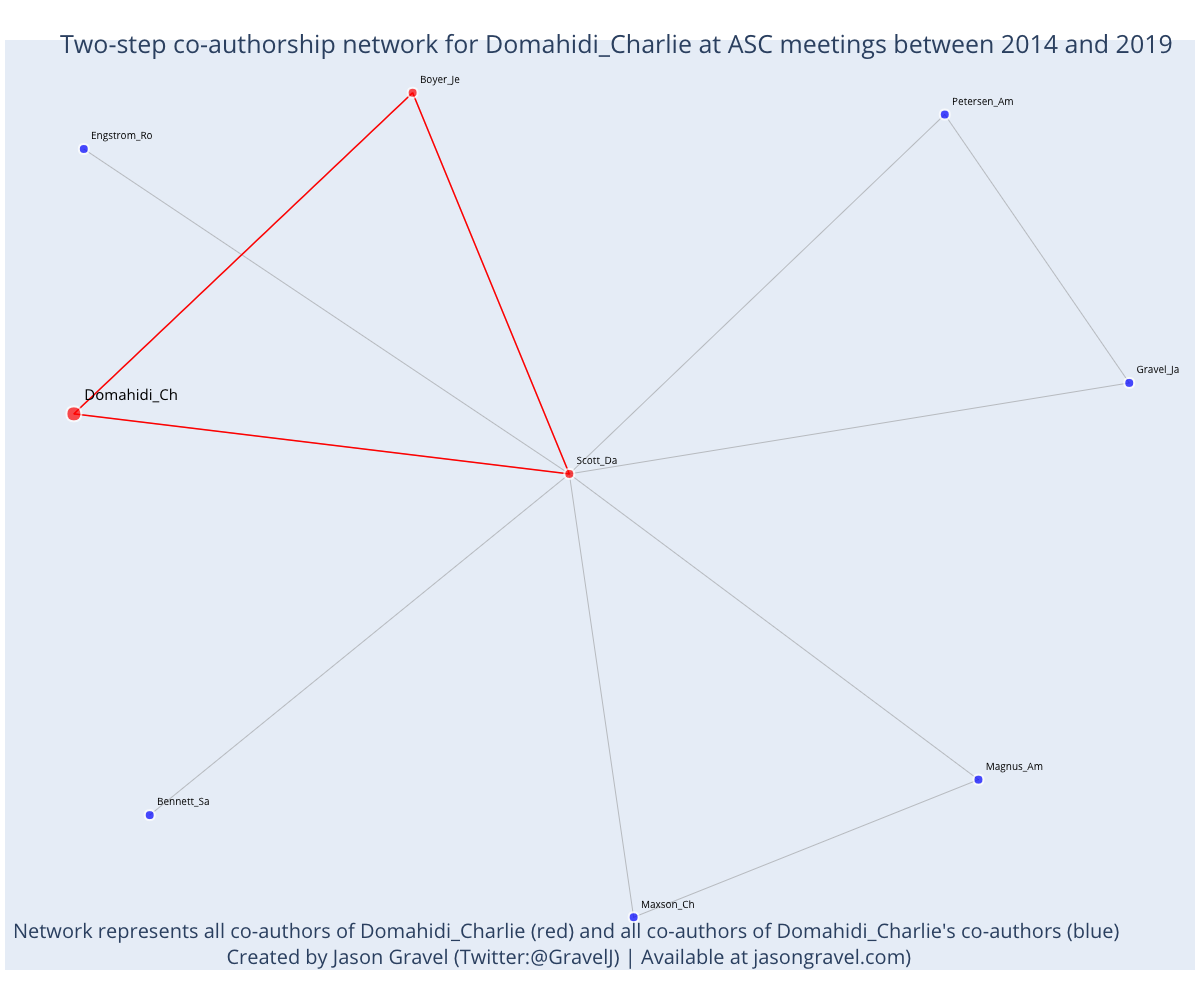 Two-step co-authorship network for Domahidi_Charlie at ASC meetings between 2014 and 2019
Boyer_Je
Petersen_Am
Engstrom_Ro
Gravel_Ja
Domahidi_Ch
Scott_Da
Magnus_Am
Bennett_Sa
Maxson_Ch
Network represents all co-authors of Domahidi_Charlie (red) and all co-authors of Domahidi_Charlie's co-authors (blue)
Created by Jason Gravel (Twitter:@GravelJ) | Available at jasongravel.com)